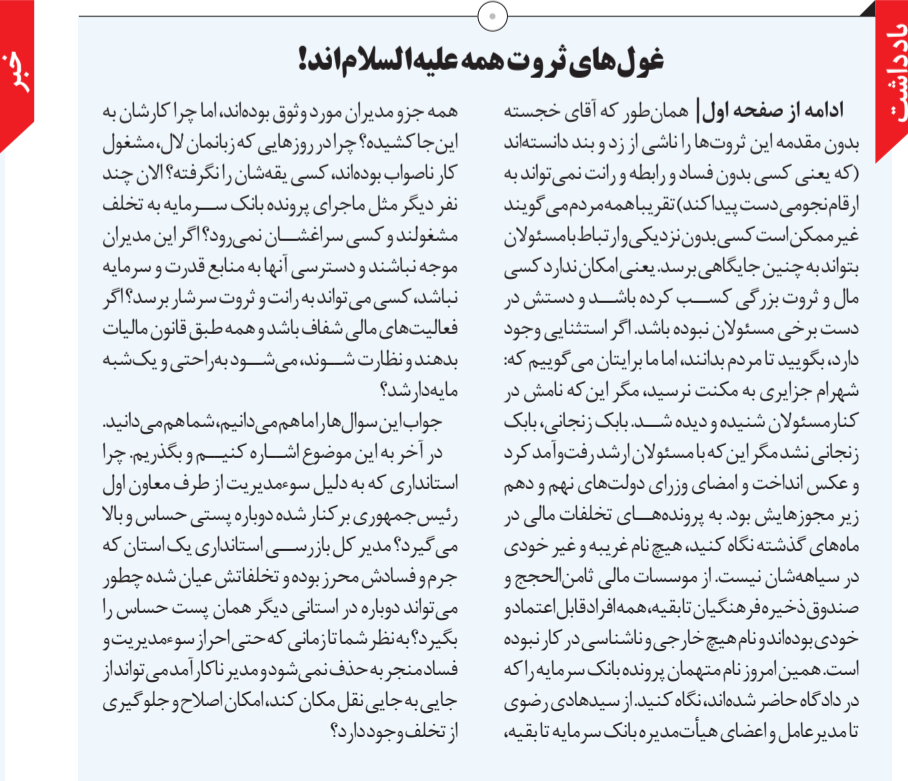 یادداشت
خبر
غول‌های ثروت همه علیه‌السلام‌اند!
ادامه از صفحه اول| همان‌طور که آقای خجسته
بدون مقدمه این ثروت‌ها را ناشی از زد و بند دانسته‌اند
(که یعنی کسی بدون فساد و رابطه و رانت نمی‌تواند به
ارقام نجومی دست پیدا کند) تقریبا همه مردم می‌گویند
غیر ممکن است کسی بدون نزدیکی و ارتباط با مسئولان
بتواند به چنین جایگاهی برسد. یعنی امکان ندارد کسی
مال و ثروت بزرگی کسب کرده باشد و دستش در
دست برخی مسئولان نبوده باشد. اگر استثنایی وجود
دارد، بگویید تا مردم بدانند، اما ما برایتان می‌گوییم که:
شهرام جزایری به مکنت نرسید، مگر این که نامش در
کنار مسئولان شنیده و دیده شد. بابک زنجانی، بابک
زنجانی نشد مگر این که با مسئولان ارشد رفت‌وآمد کرد
و عکس انداخت و امضای وزرای دولت‌های نهم و دهم
زیر مجوزهایش بود. به پرونده‌های تخلفات مالی در
ماه‌های گذشته نگاه کنید، هیچ نام غریبه و غیر خودی
در سیاهه‌شان نیست. از موسسات مالی ثامن‌الحجج و
صندوق ذخیره فرهنگیان تا بقیه، همه افراد قابل اعتماد و
خودی بوده‌اند و نام هیچ خارجی و ناشناسی در کار نبوده
است. همین امروز نام متهمان پرونده بانک سرمایه را که
در دادگاه حاضر شده‌اند، نگاه کنید. از سیدهادی رضوی
تا مدیر عامل و اعضای هیأت‌مدیره بانک سرمایه تا بقیه،
همه جزو مدیران مورد وثوق بوده‌اند، اما چرا کارشان به
این‌جا کشیده؟ چرا در روزهایی که زبانمان لال، مشغول
کار ناصواب بوده‌اند، کسی یقه‌شان را نگرفته؟ الان چند
نفر دیگر مثل ماجرای پرونده بانک سرمایه به تخلف
مشغولند و کسی سراغشان نمی‌رود؟ اگر این مدیران
موجه نباشند و دسترسی آنها به منابع قدرت و سرمایه
نباشد، کسی می‌تواند به رانت و ثروت سرشار برسد؟ اگر
فعالیت‌های مالی شفاف باشد و همه طبق قانون مالیات
بدهند و نظارت شوند، می‌شود به‌راحتی و یک‌شبه
مایه‌دار شد؟
جواب این سوال‌ها را ما هم می‌دانیم، شما هم می‌دانید.
در آخر به این موضوع اشاره کنیم و بگذریم. چرا
استانداری که به دلیل سوءمدیریت از طرف معاون اول
رئیس‌جمهوری بر کنار شده دوباره پستی حساس و بالا
می‌گیرد؟ مدیر کل بازرسی استانداری یک استان که
جرم و فسادش محرز بوده و تخلفاتش عیان شده چطور
می‌تواند دوباره در استانی دیگر همان پست حساس را
بگیرد؟ به نظر شما تا زمانی که حتی احراز سوءمدیریت و
فساد منجر به حذف نمی‌شود و مدیر ناکارآمد می‌تواند از
جایی به جایی نقل مکان کند، امکان اصلاح و جلوگیری
از تخلف وجود دارد؟